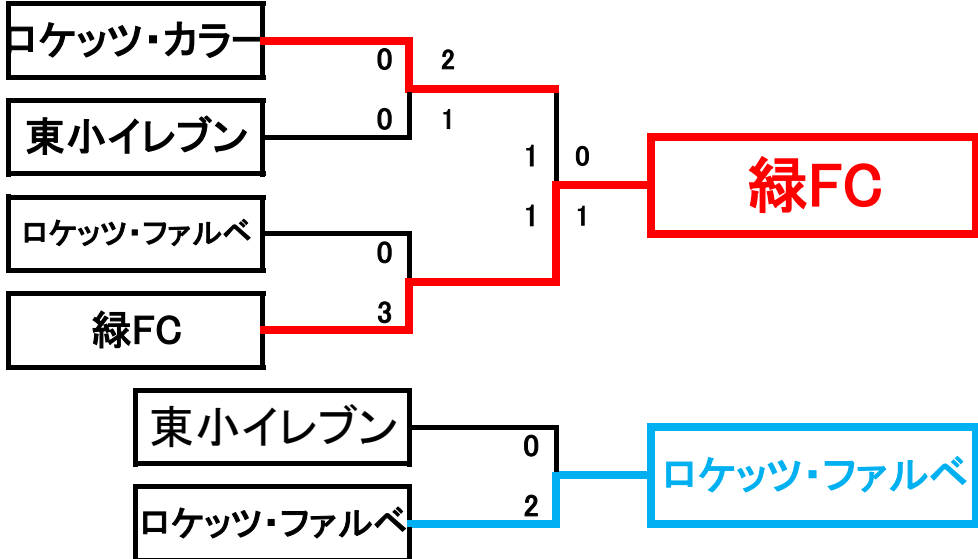 ロケッツ・カラー
0 2
東小イレブン
0 1
1 0
緑FC
ロケッツ・ファルベ
1 1
0
緑FC
3
東小イレブン
0
ロケッツ・ファルベ
ロケッツ・ファルベ
2